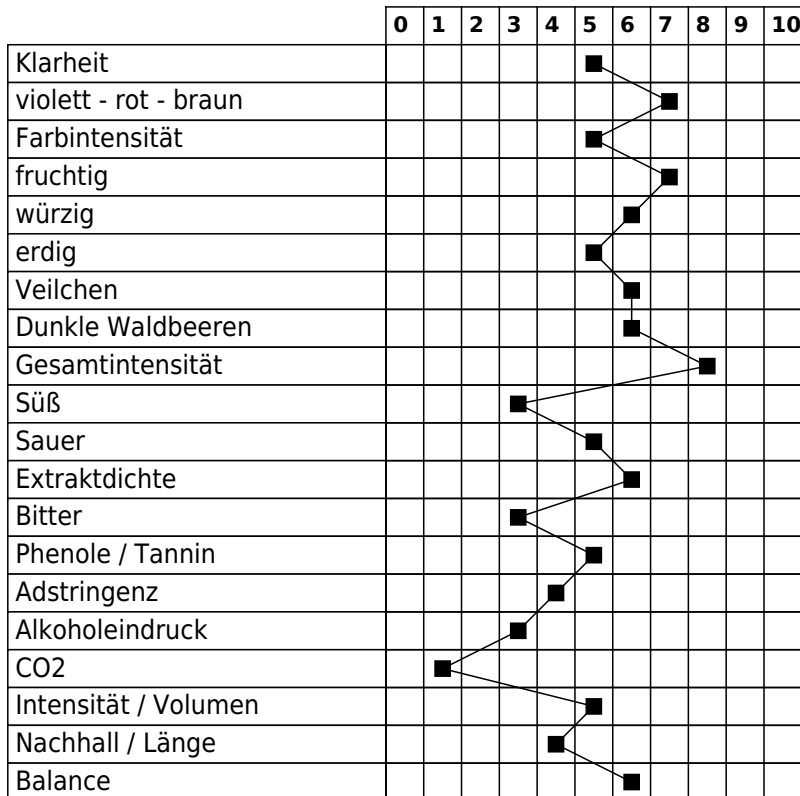 0 1 2 3 4 5 6 7 8 9 10
Klarheit
violett - rot - braun
Farbintensität
fruchtig
würzig
erdig
Veilchen
Dunkle Waldbeeren
Gesamtintensität
Süß
Sauer
Extraktdichte
Bitter
Phenole / Tannin
Adstringenz
Alkoholeindruck
CO2
Intensität / Volumen
Nachhall / Länge
Balance